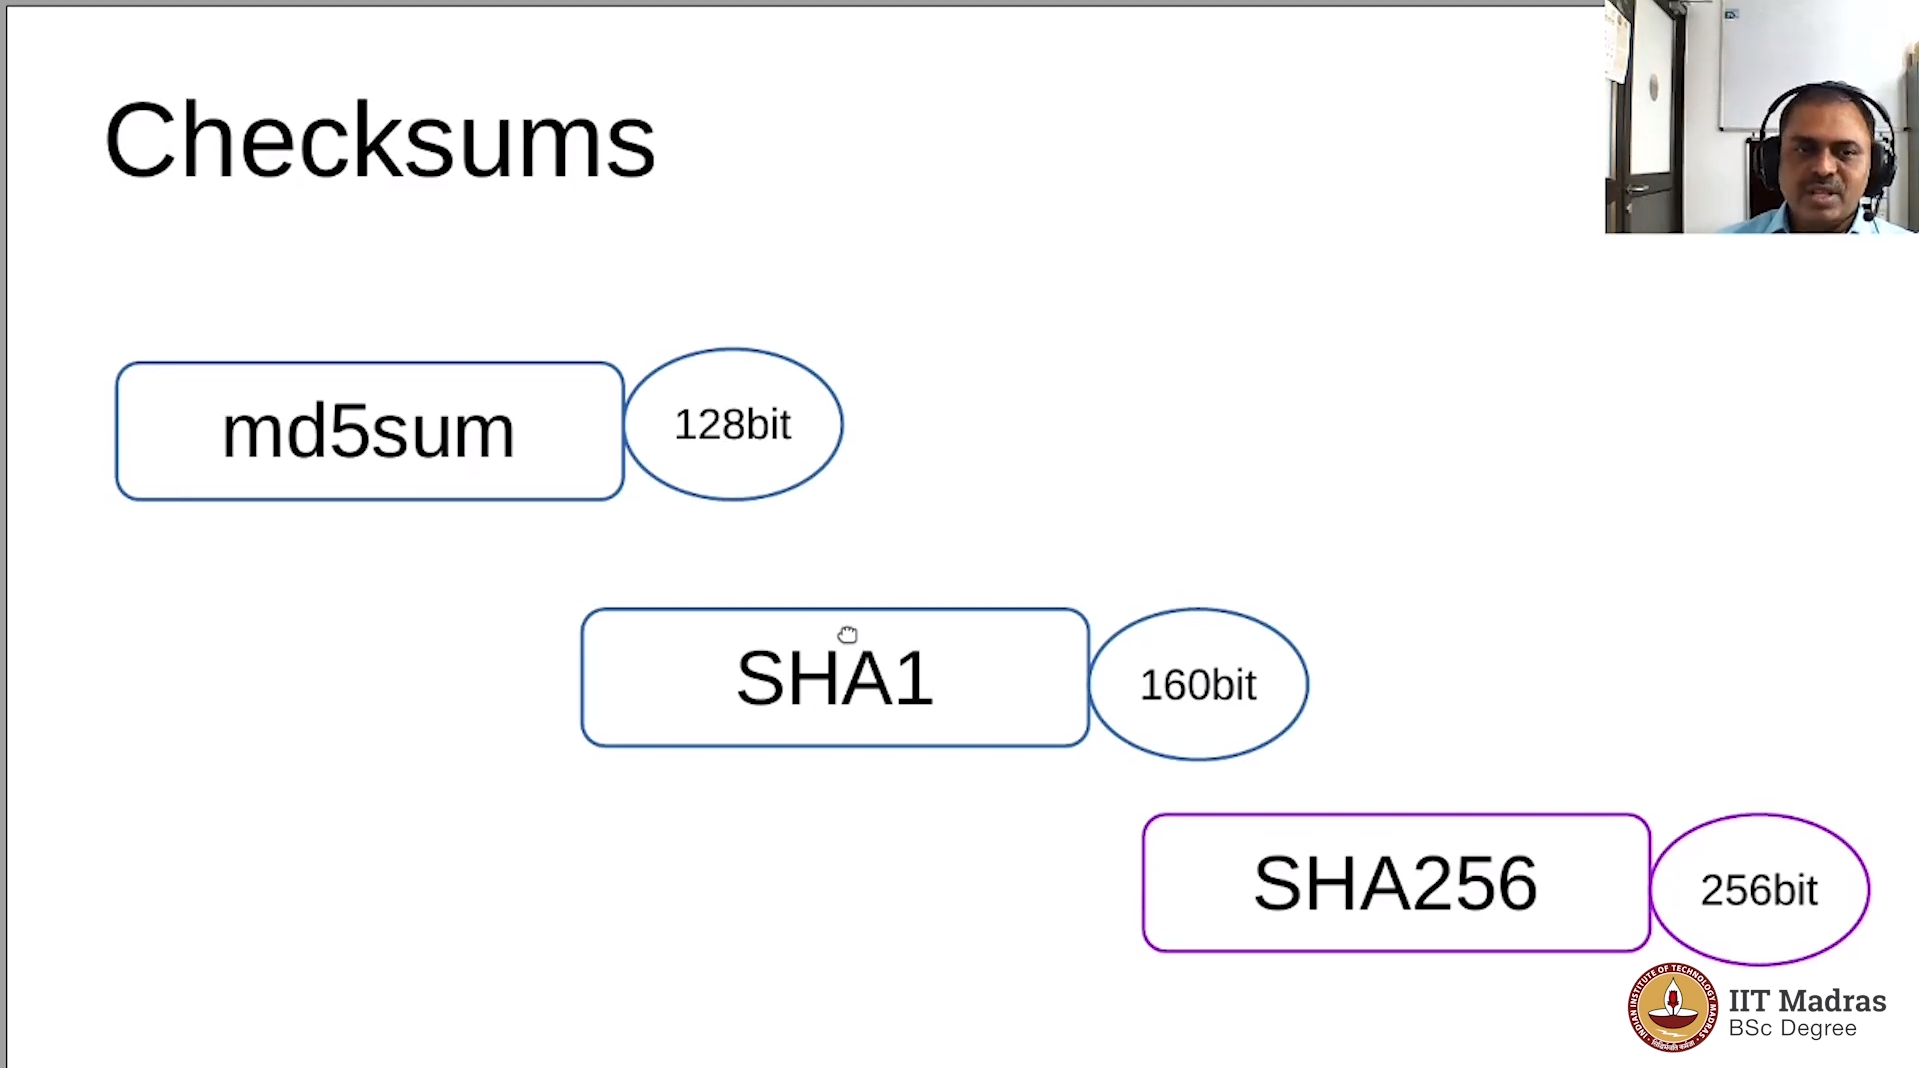 Checksums
md5sum
128bit
SHA1
160bit
SHA256
256bit
INDIAN INSTITUTE OF TECHNOLOGY MADRAS
IIT Madras
BSc Degree